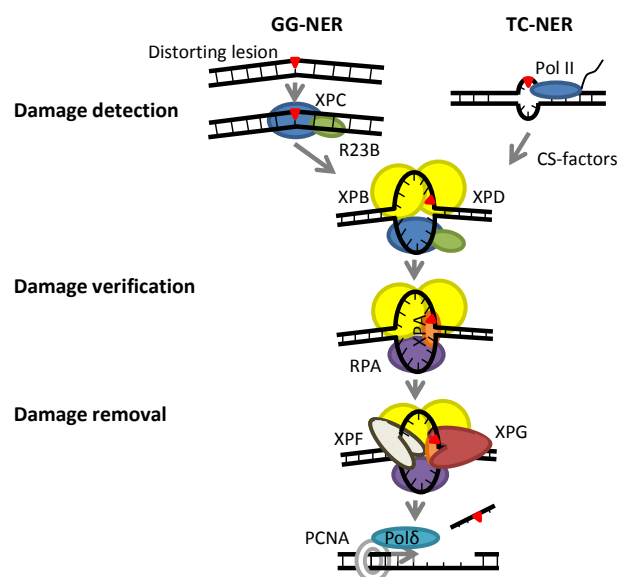 GG-NER
TC-NER
Distorting lesion
Pol II
Damage detection
XPC
R23B
CS-factors
XPB
XPD
Damage verification
XPA
RPA
Damage removal
XPF
XPG
PCNA
Polδ